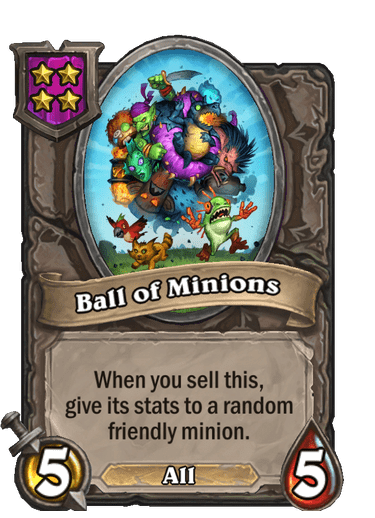 Ball of Minions
When you sell this,
give its stats to a random
friendly minion.
5
All
5